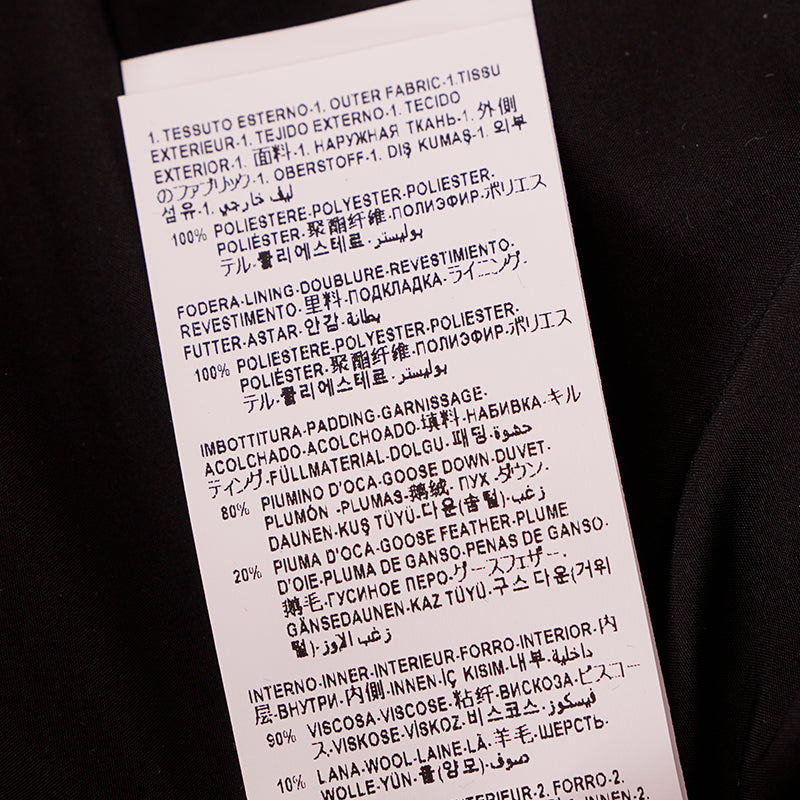 1. TESSUTO ESTERNO-1. OUTER FABRIC-1.TISSU
EXTERIEUR-1. TEJIDO EXTERNO-1. TECIDO
EXTERIOR-1. 面料-1. НАРУЖНАЯ ТКАНЬ-1. 外側
のファブリック-1. OBERSTOFF-1. DIŞ KUMAŞ-1. 외부
섬유-1. ليف خارجي
100% POLIESTERE-POLYESTER-POLIESTER-
POLIÉSTER-聚酯纤维-ПОЛИЭФИР-ポリエス
テル-폴리에스테르-بوليستر
FODERA-LINING-DOUBLURE-REVESTIMENTO-
REVESTIMENTO-里料-ПОДКЛАДКА-ライニング-
FUTTER-ASTAR-안감-بطانة
100% POLIESTERE-POLYESTER-POLIESTER-
POLIÉSTER-聚酯纤维-ПОЛИЭФИР-ポリエス
テル-폴리에스테르-بوليستر
IMBOTTITURA-PADDING-GARNISSAGE-
ACOLCHADO-ACOLCHOADO-填料-НАБИВКА-キル
ティング-FÜLLMATERIAL-DOLGU-패딩-حشوة
80% PIUMINO D'OCA-GOOSE DOWN-DUVET-
PLUMÓN -PLUMAS-鹅绒- ПУХ -ダウン-
DAUNEN-KUŞ TÜYÜ-다운(솜털)-زغب
20% PIUMA D'OCA-GOOSE FEATHER-PLUME
D'OIE-PLUMA DE GANSO-PENAS DE GANSO-
鹅毛-ГУСИНОЕ ПЕРО-グースフェザー-
GÄNSEDAUNEN-KAZ TÜYÜ-구스 다운(거위
털)-زغب الإوز
INTERNO-INNER-INTERIEUR-FORRO-INTERIOR-内
层-ВНУТРИ-内側-INNEN-İÇ KISIM-내부-داخلية
90% VISCOSA-VISCOSE-粘纤-ВИСКОЗА-ビスコー
ス-VISKOSE-VİSKOZ-비스코스-فيسكوز
10% LANA-WOOL-LAINE-LÃ-羊毛-ШЕРСТЬ-
WOLLE-YÜN-울(양모)-صوف
INTERIEUR-2. FORRO-2.
INNEN-2.